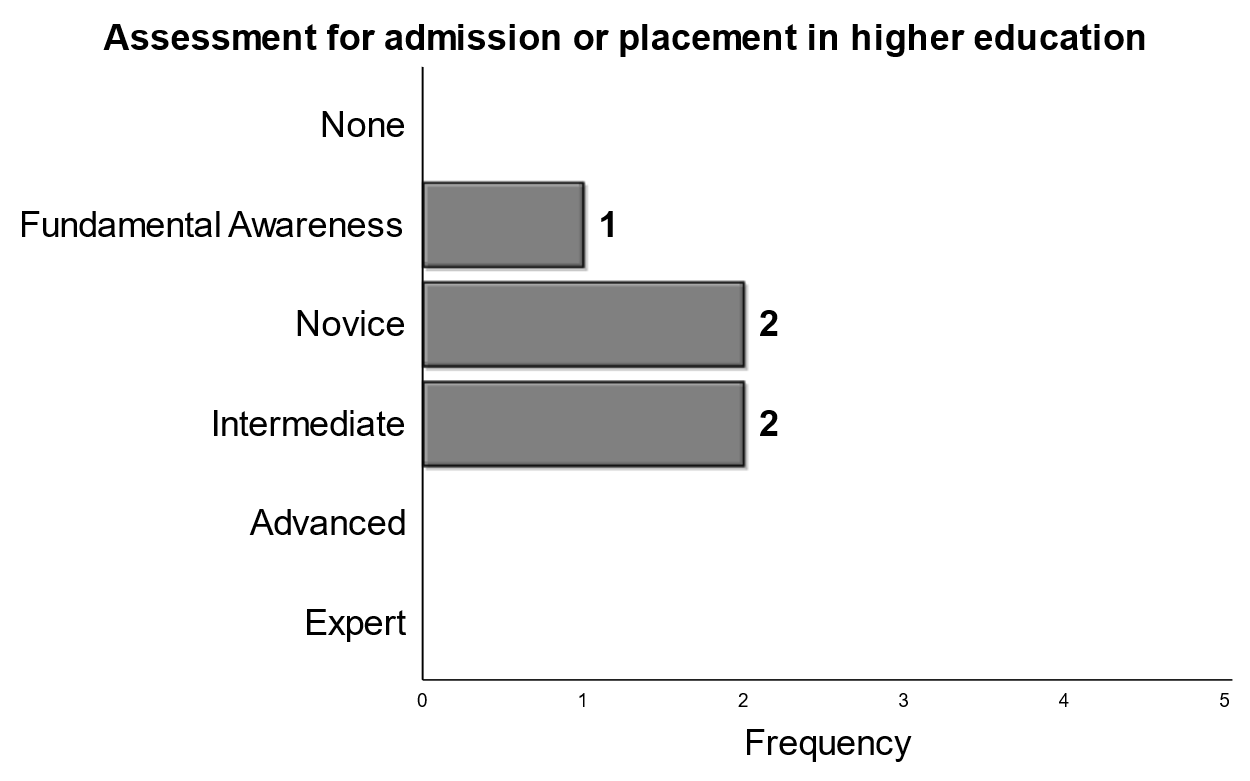 Assessment for admission or placement in higher education
None
Fundamental Awareness
1
Novice
2
Intermediate
2
Advanced
Expert
0 1 2 3 4 5
Frequency